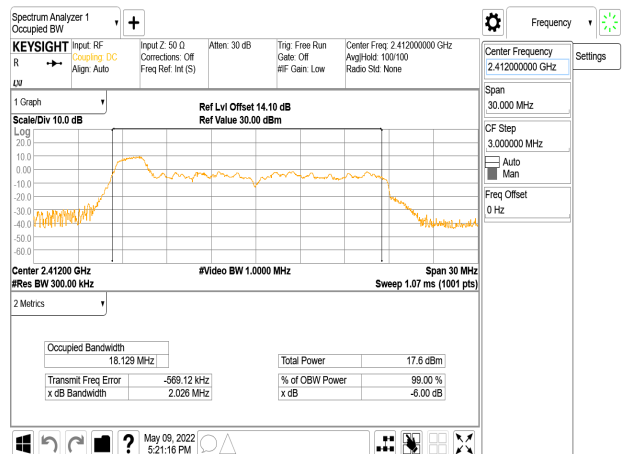 Spectrum Analyzer 1
Occupied BW
Frequency
KEYSIGHT
R
Input: RF
Coupling: DC
Align: Auto
Input Z: 50 Ω
Corrections: Off
Freq Ref: Int (S)
Atten: 30 dB
Trig: Free Run
Gate: Off
#IF Gain: Low
Center Freq: 2.412000000 GHz
Avg|Hold: 100/100
Radio Std: None
Center Frequency
2.412000000 GHz
Settings
Span
30.000 MHz
CF Step
3.000000 MHz
Auto
Man
Freq Offset
0 Hz
1 Graph
Scale/Div 10.0 dB
Ref Lvl Offset 14.10 dB
Ref Value 30.00 dBm
Log
20.0
10.0
0.00
-10.0
-20.0
-30.0
-40.0
-50.0
-60.0
Center 2.41200 GHz
#Res BW 300.00 kHz
#Video BW 1.0000 MHz
Span 30 MHz
Sweep 1.07 ms (1001 pts)
2 Metrics
Occupied Bandwidth
18.129 MHz
Total Power 17.6 dBm
Transmit Freq Error -569.12 kHz
% of OBW Power 99.00 %
x dB Bandwidth 2.026 MHz
x dB -6.00 dB
?
May 09, 2022
5:21:16 PM